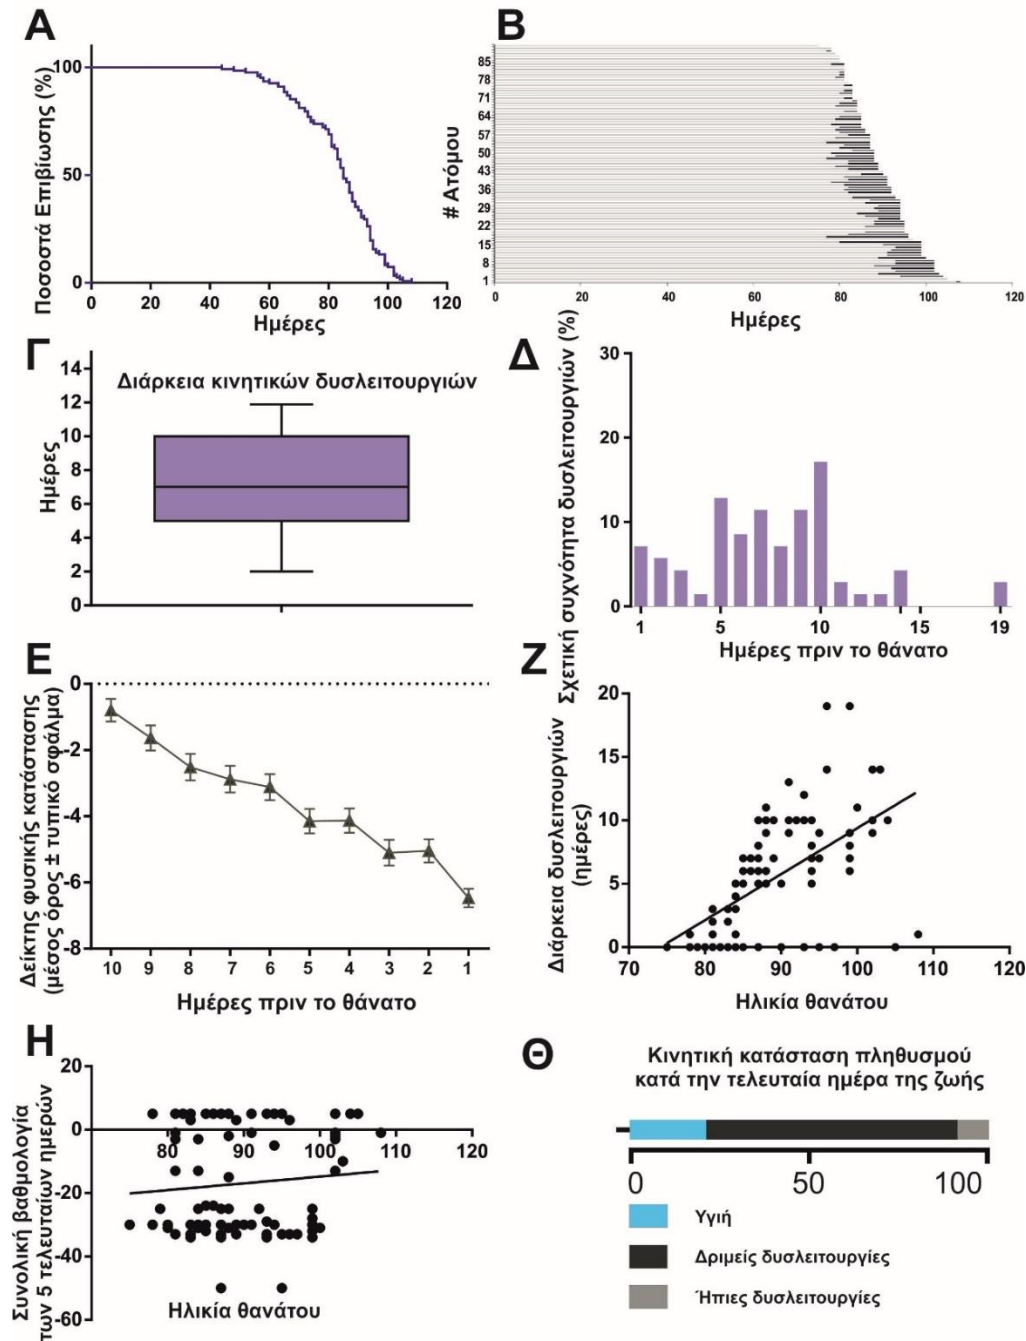 Α
Ποσοστά Επιβίωσης (%)
100
50
0
0 20 40 60 80 100 120
Ημέρες
Β
# Ατόμου
85
78
71
64
57
50
43
36
29
22
15
8
1
0 20 40 60 80 100 120
Ημέρες
Γ
Διάρκεια κινητικών δυσλειτουργιών
Ημέρες
14
12
10
8
6
4
2
0
Δ
Σχετική συχνότητα δυσλειτουργιών (%)
30
20
10
0
1 5 10 15 19
Ημέρες πριν το θάνατο
Ε
Δείκτης φυσικής κατάστασης
(μέσος όρος ± τυπικό σφάλμα)
0
-2
-4
-6
-8
10 9 8 7 6 5 4 3 2 1
Ημέρες πριν το θάνατο
Ζ
Διάρκεια δυσλειτουργιών
(ημέρες)
20
15
10
5
0
70 80 90 100 110 120
Ηλικία θανάτου
Η
Συνολική βαθμολογία
των 5 τελευταίων ημερών
20
0
-20
-40
-60
80 90 100 110 120
Ηλικία θανάτου
Θ
Κινητική κατάσταση πληθυσμού
κατά την τελευταία ημέρα της ζωής
0 50 100
Υγιή
Δριμείς δυσλειτουργίες
Ήπιες δυσλειτουργίες